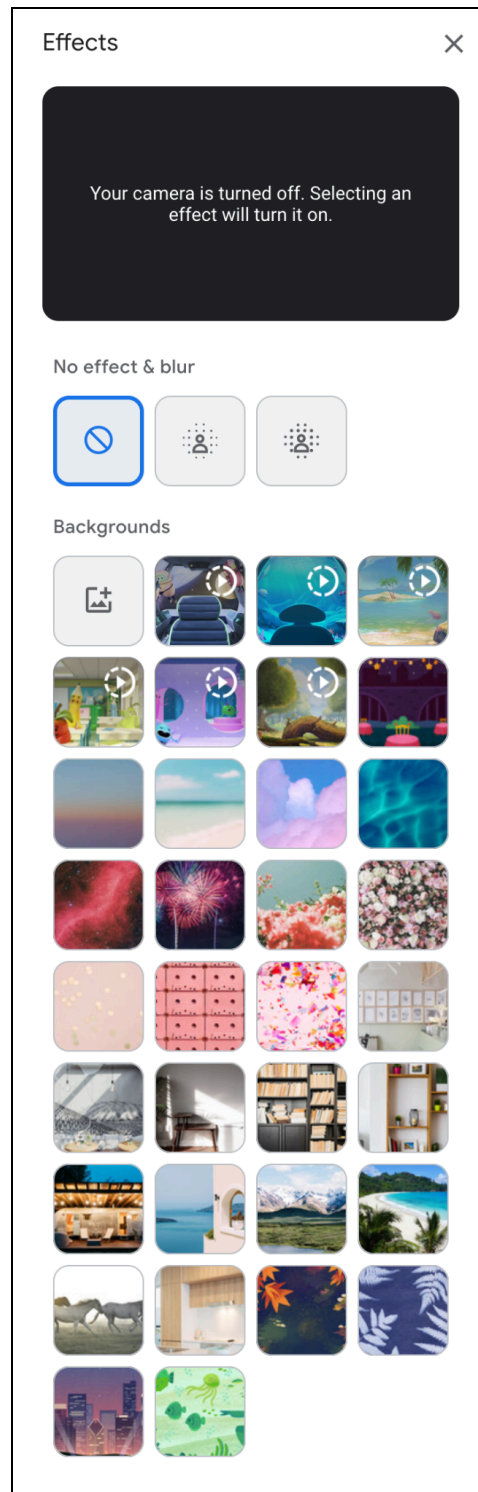 Effects
Your camera is turned off. Selecting an
effect will turn it on.
No effect & blur
Backgrounds